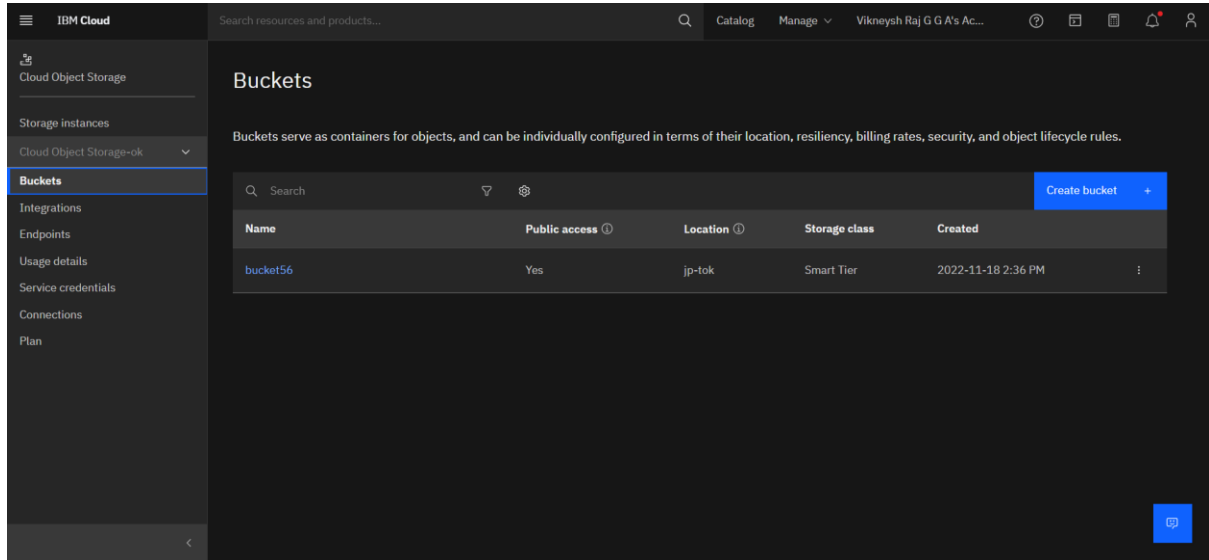 IBM Cloud
Search resources and products...
Catalog
Manage
Vikneysh Raj G G A's Ac...
Cloud Object Storage
Storage instances
Cloud Object Storage-ok
Buckets
Integrations
Endpoints
Usage details
Service credentials
Connections
Plan
Buckets
Buckets serve as containers for objects, and can be individually configured in terms of their location, resiliency, billing rates, security, and object lifecycle rules.
Search
Create bucket +
Name Public access Location Storage class Created
bucket56 Yes jp-tok Smart Tier 2022-11-18 2:36 PM